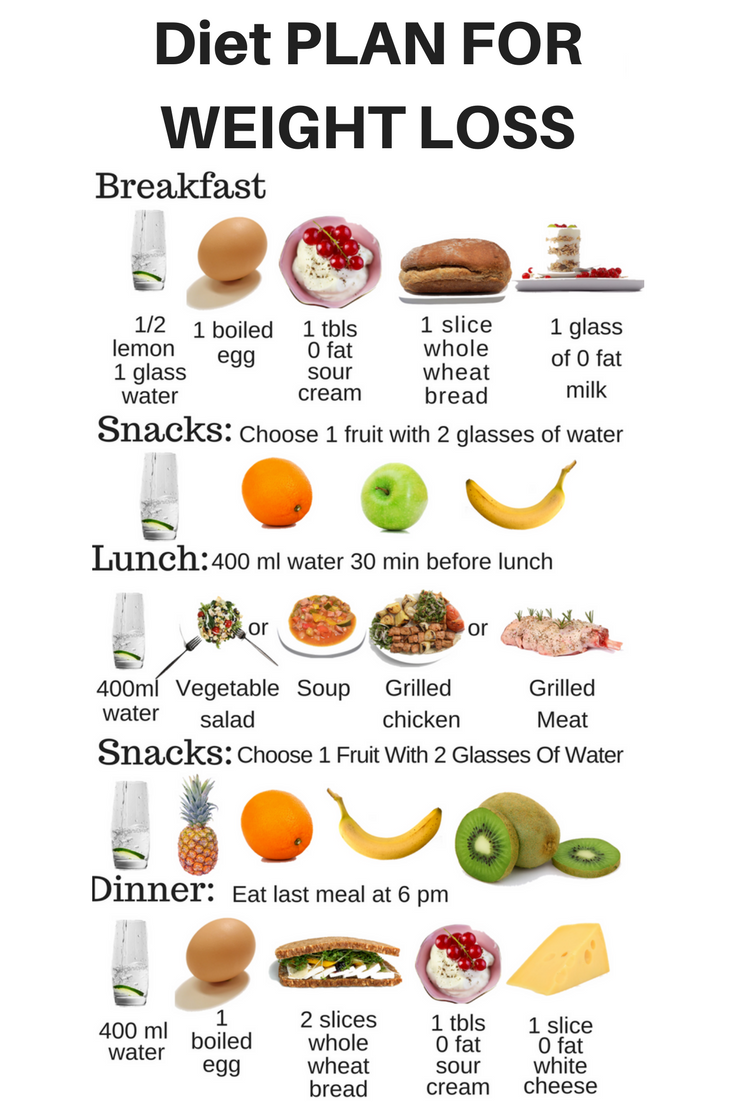 Diet PLAN FOR
WEIGHT LOSS
Breakfast
1/2
lemon
1 glass
water
1 boiled
egg
1 tbls
0 fat
sour
cream
1 slice
whole
wheat
bread
1 glass
of 0 fat
milk
Snacks: Choose 1 fruit with 2 glasses of water
Lunch: 400 ml water 30 min before lunch
or
or
400ml
water
Vegetable
salad
Soup
Grilled
chicken
Grilled
Meat
Snacks: Choose 1 Fruit With 2 Glasses Of Water
Dinner: Eat last meal at 6 pm
400 ml
water
1
boiled
egg
2 slices
whole
wheat
bread
1 tbls
0 fat
sour
cream
1 slice
0 fat
white
cheese